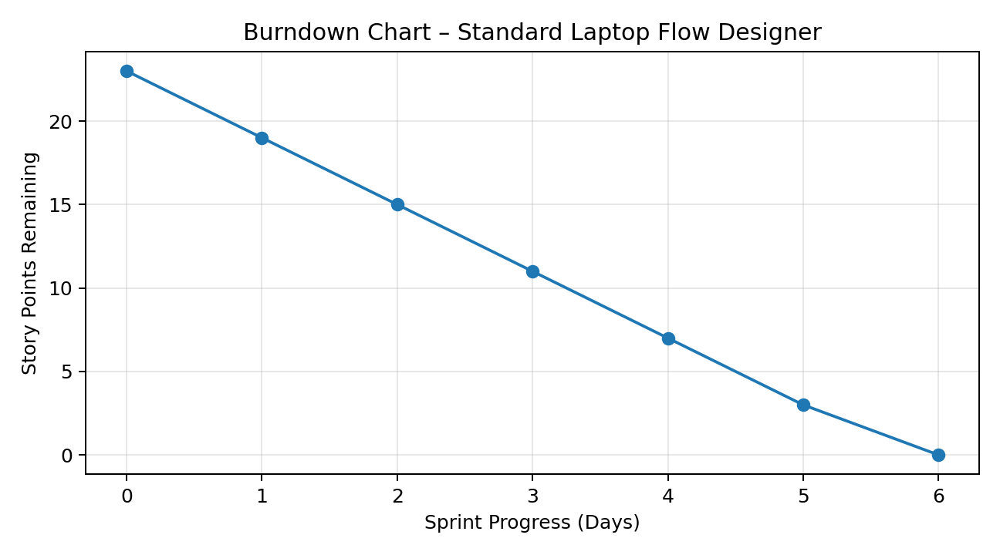 Burndown Chart – Standard Laptop Flow Designer
Story Points Remaining
20
15
10
5
0
0 1 2 3 4 5 6
Sprint Progress (Days)